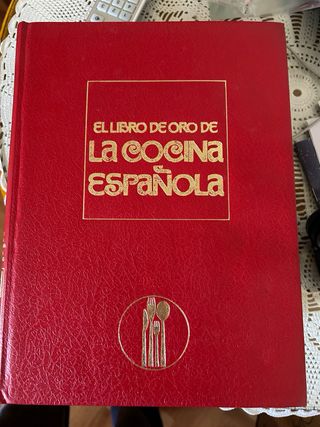 EL LIBRO DE ORO DE
LA COCINA
ESPAÑOLA